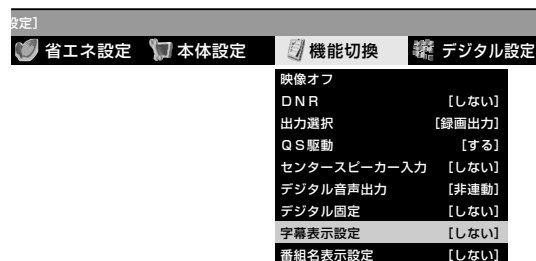 設定]
省エネ設定 本体設定 機能切換 デジタル設定
映像オフ
DNR [しない]
出力選択 [録画出力]
QS駆動 [する]
センタースピーカー入力 [しない]
デジタル音声出力 [非連動]
デジタル固定 [しない]
字幕表示設定 [しない]
番組名表示設定 [しない]